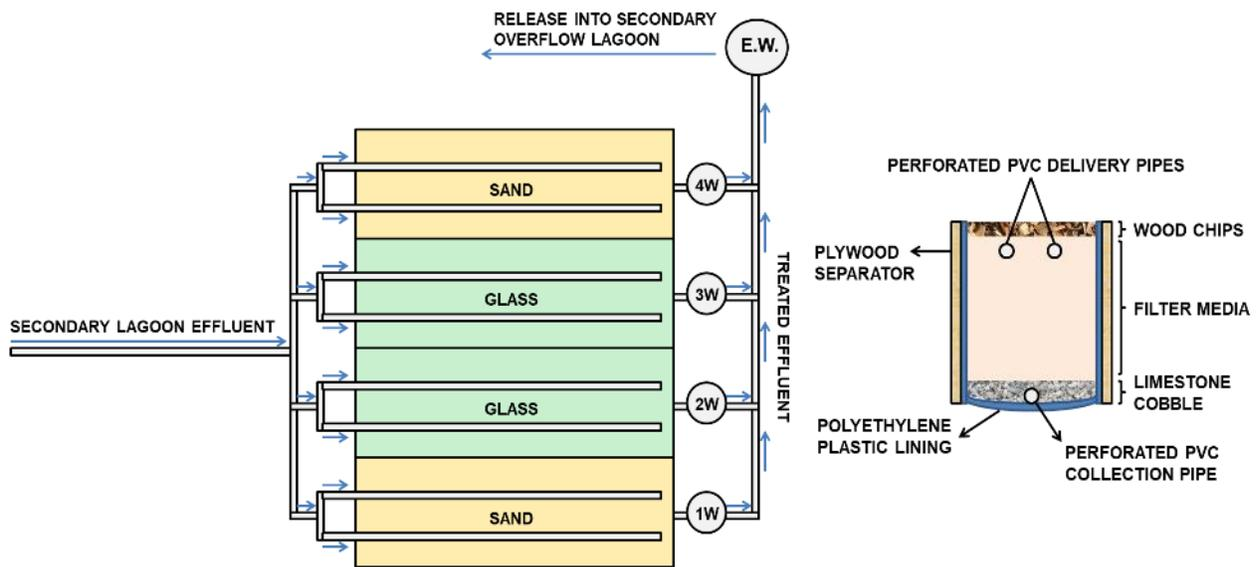 RELEASE INTO SECONDARY
OVERFLOW LAGOON
E.W.
SAND
4W
GLASS
3W
SECONDARY LAGOON EFFLUENT
GLASS
2W
SAND
1W
TREATED EFFLUENT
PERFORATED PVC DELIVERY PIPES
WOOD CHIPS
PLYWOOD
SEPARATOR
FILTER MEDIA
LIMESTONE
COBBLE
POLYETHYLENE
PLASTIC LINING
PERFORATED PVC
COLLECTION PIPE